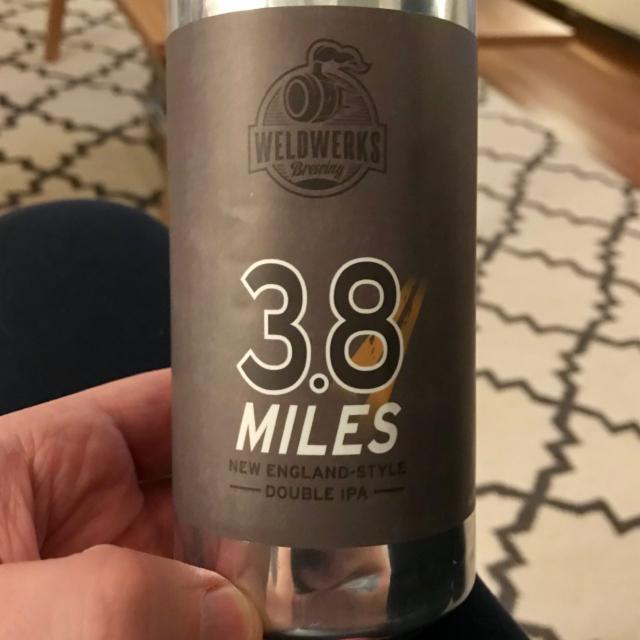 WELDWERKS
Brewing
3.8
MILES
NEW ENGLAND-STYLE
DOUBLE IPA